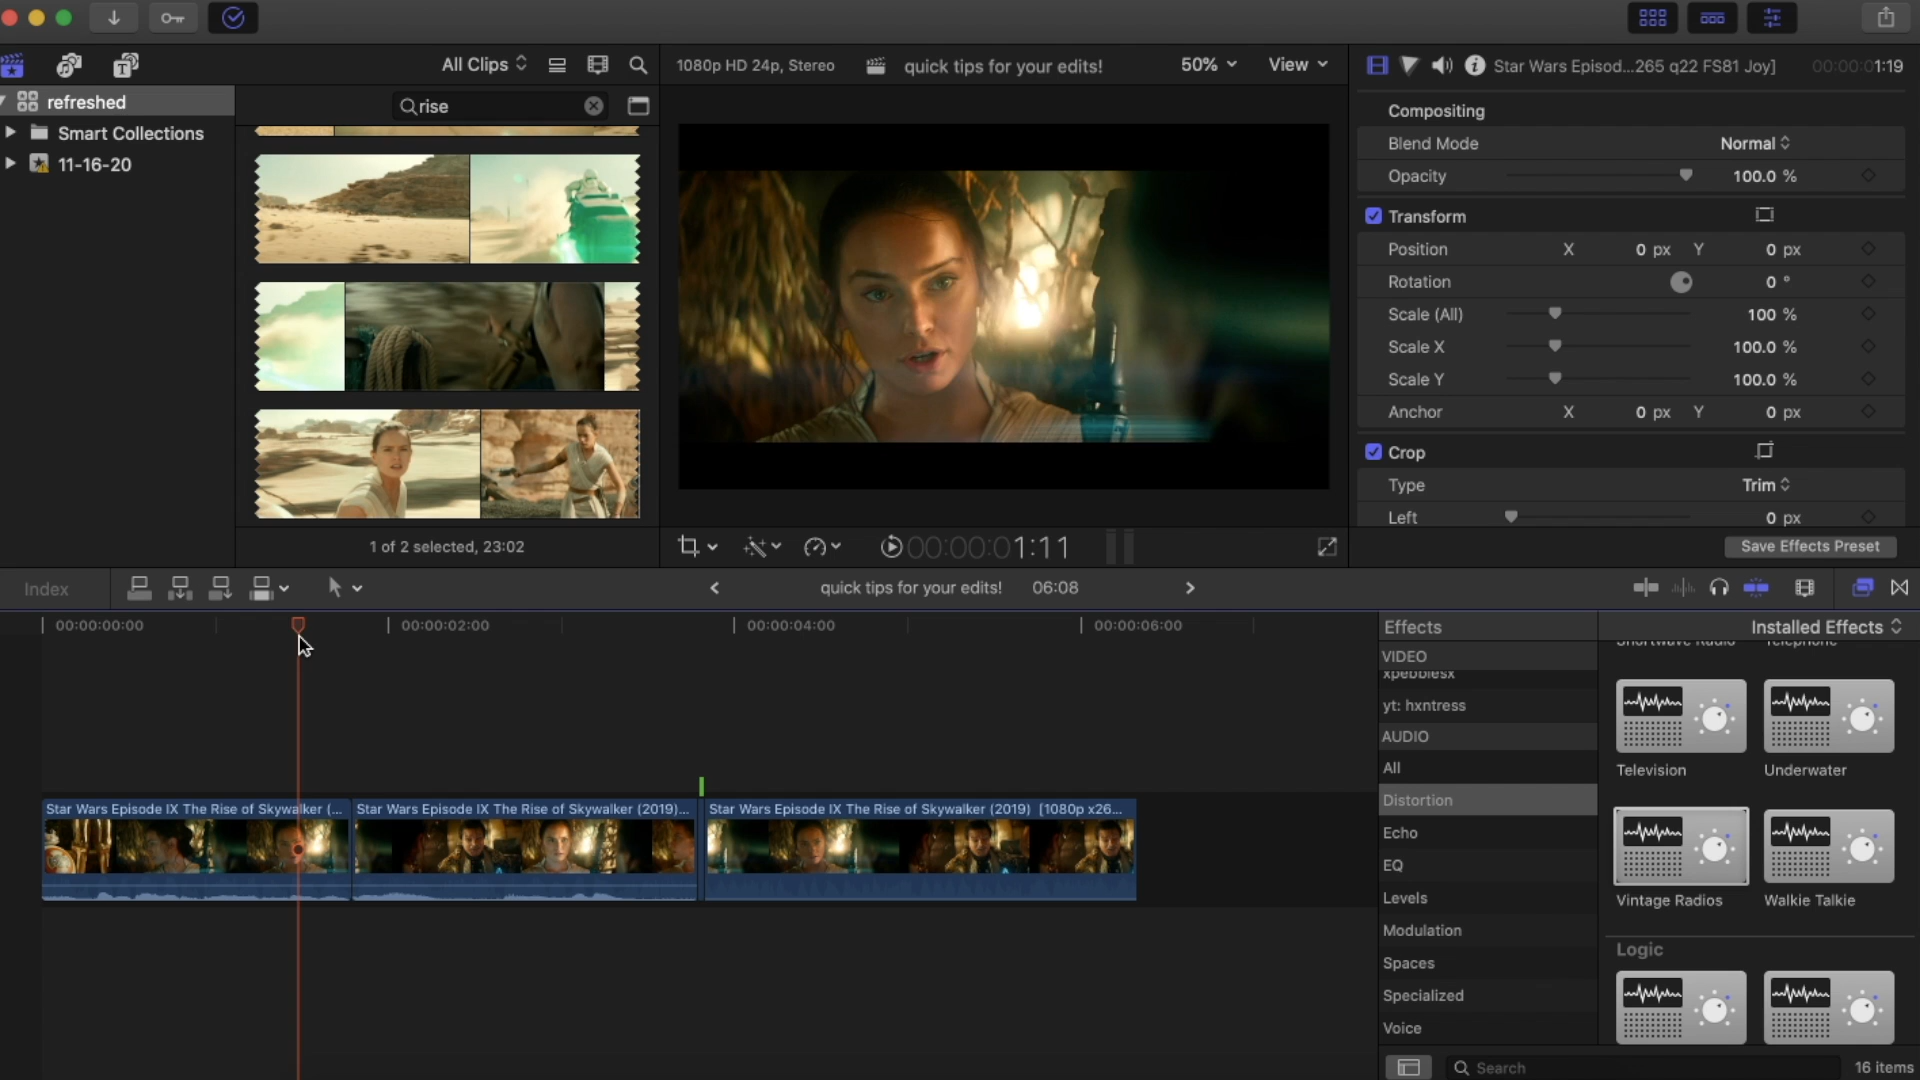 All Clips
1080p HD 24p, Stereo
quick tips for your edits!
50%
View
Star Wars Episod...265 q22 FS81 Joy]
00:00:01:19
refreshed
Smart Collections
11-16-20
rise
1 of 2 selected, 23:02
Compositing
Blend Mode
Normal
Opacity
100.0 %
Transform
Position X 0 px Y 0 px
Rotation 0 °
Scale (All) 100 %
Scale X 100.0 %
Scale Y 100.0 %
Anchor X 0 px Y 0 px
Crop
Type Trim
Left 0 px
Save Effects Preset
00:00:01:11
Index
quick tips for your edits! 06:08
00:00:00:00
00:00:02:00
00:00:04:00
00:00:06:00
Star Wars Episode IX The Rise of Skywalker (...
Star Wars Episode IX The Rise of Skywalker (2019)...
Star Wars Episode IX The Rise of Skywalker (2019) [1080p x26...
Effects
Installed Effects
VIDEO
xpebblesx
yt: hxntress
AUDIO
All
Distortion
Echo
EQ
Levels
Modulation
Spaces
Specialized
Voice
Shortwave Radio
Telephone
Television
Underwater
Vintage Radios
Walkie Talkie
Logic
Search
16 items